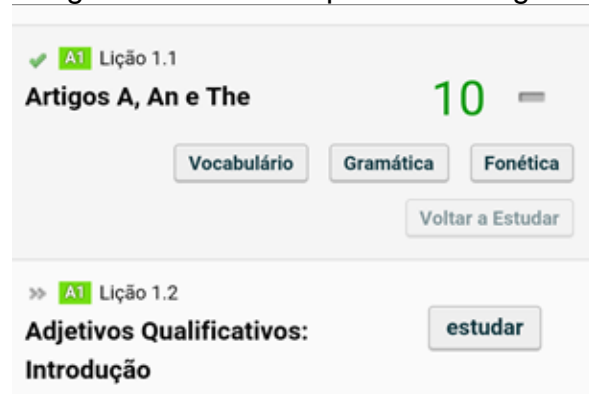 A1 Lição 1.1
Artigos A, An e The
10
Vocabulário Gramática Fonética
Voltar a Estudar
A1 Lição 1.2
Adjetivos Qualificativos:
Introdução
estudar